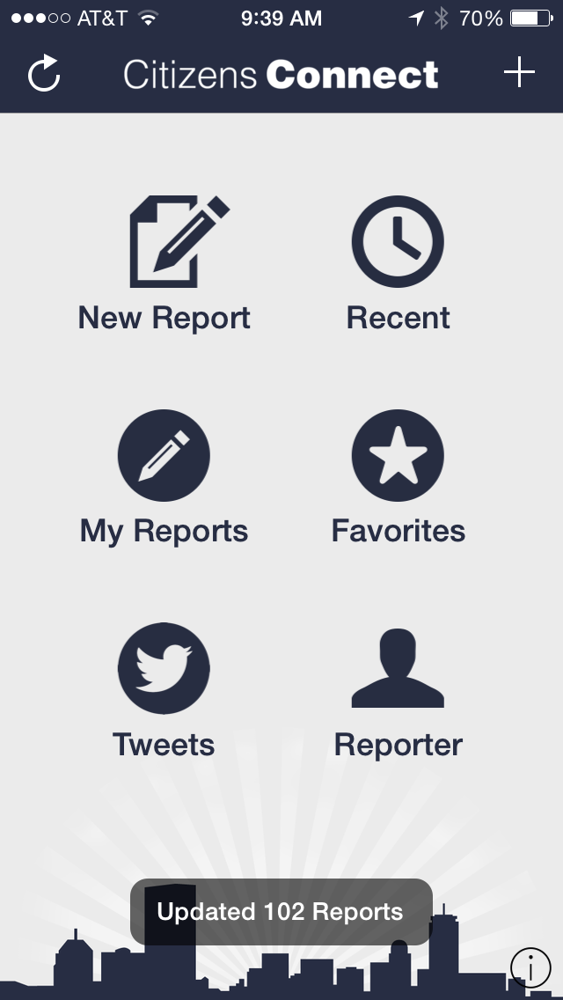 AT&T 9:39 AM 70%
Citizens Connect
New Report Recent
My Reports Favorites
Tweets Reporter
Updated 102 Reports
i